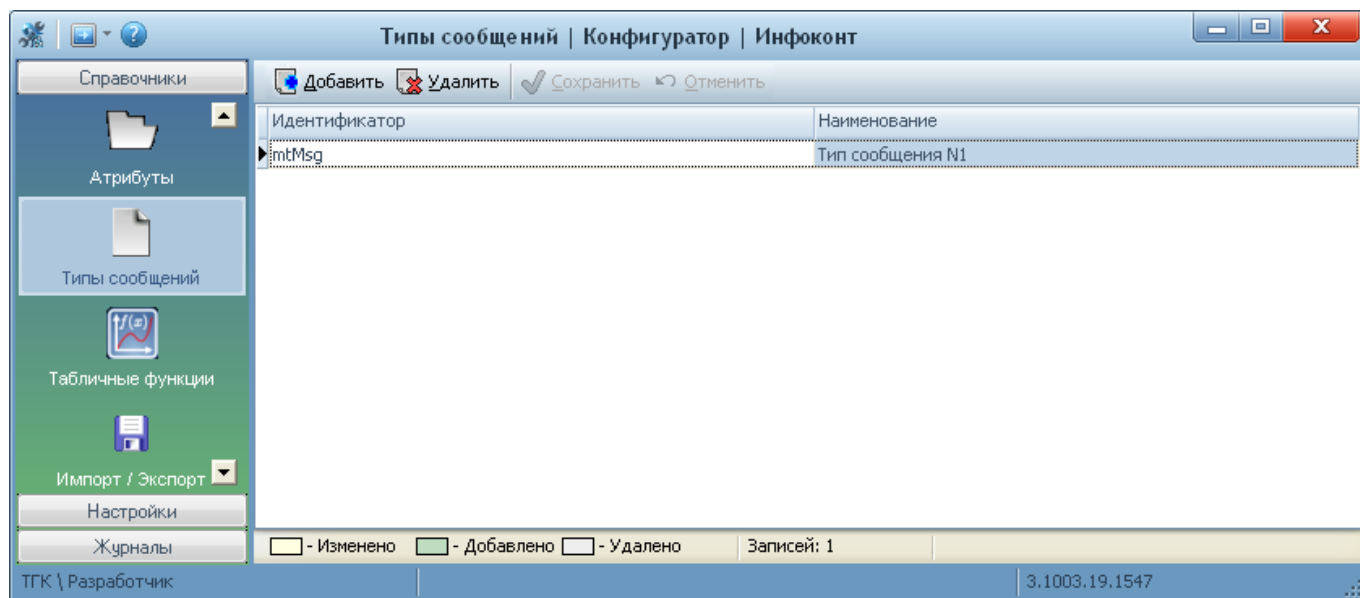 Типы сообщений | Конфигуратор | Инфоконт
Справочники
Добавить Удалить Сохранить Отменить
Идентификатор Наименование
mtMsg Тип сообщения N1
Атрибуты
Типы сообщений
f(x)
Табличные функции
Импорт / Экспорт
Настройки
Журналы
- Изменено - Добавлено - Удалено Записей: 1
ТГК \ Разработчик 3.1003.19.1547